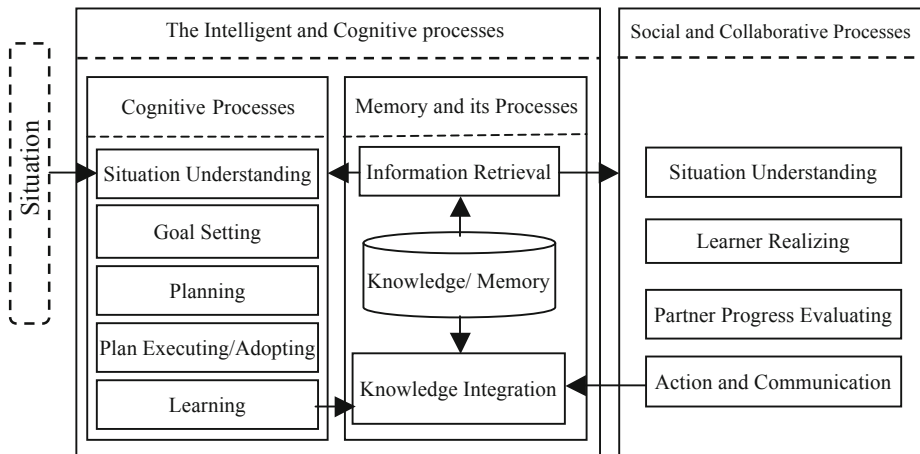 The Intelligent and Cognitive processes
Social and Collaborative Processes
Situation
Cognitive Processes
Situation Understanding
Goal Setting
Planning
Plan Executing/Adopting
Learning
Memory and its Processes
Information Retrieval
Knowledge/ Memory
Knowledge Integration
Situation Understanding
Learner Realizing
Partner Progress Evaluating
Action and Communication